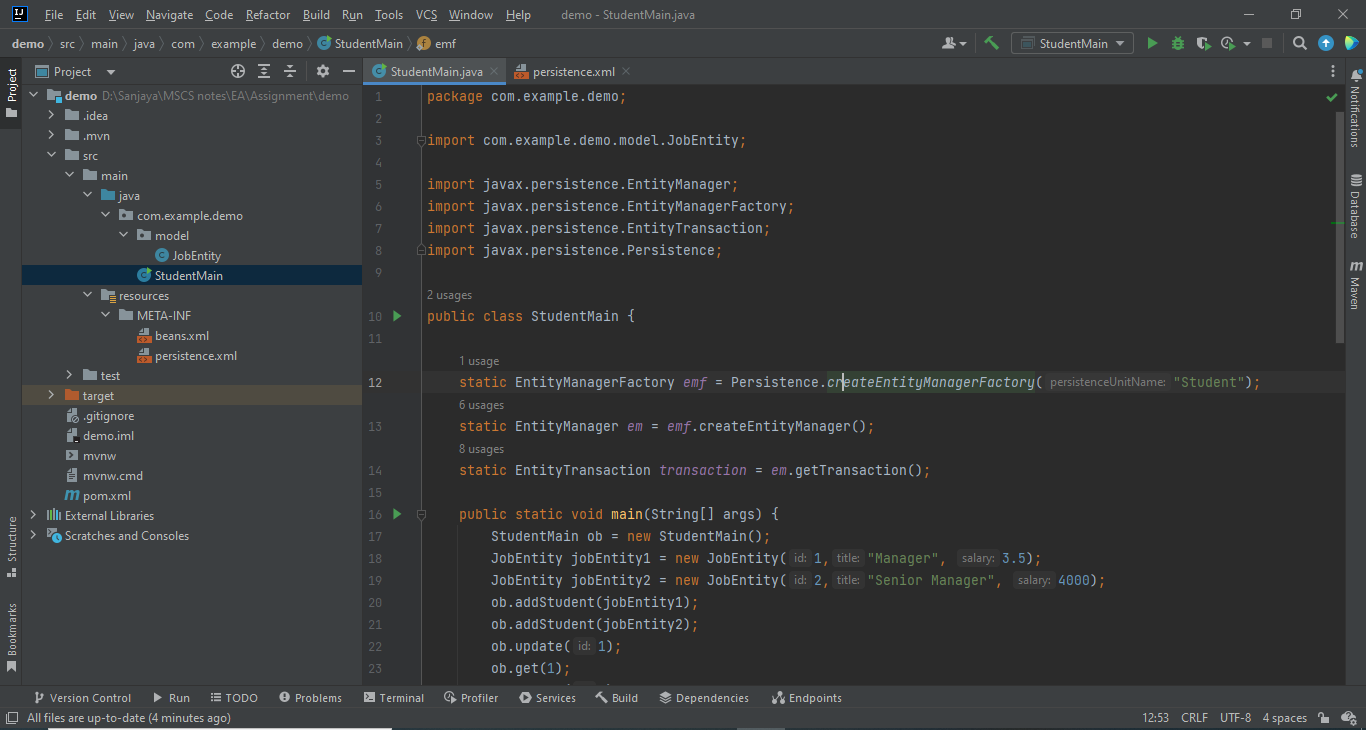 IJ File Edit View Navigate Code Refactor Build Run Tools VCS Window Help demo - StudentMain.java
demo src main java com example demo StudentMain emf StudentMain
Project
StudentMain.java persistence.xml
demo D:\Sanjaya\MSCS notes\EA\Assignment\demo
.idea
.mvn
src
main
java
com.example.demo
model
JobEntity
StudentMain
resources
META-INF
beans.xml
persistence.xml
test
target
.gitignore
demo.iml
mvnw
mvnw.cmd
pom.xml
External Libraries
Scratches and Consoles
Project
Structure
Bookmarks
1 package com.example.demo;
2
3 import com.example.demo.model.JobEntity;
4
5 import javax.persistence.EntityManager;
6 import javax.persistence.EntityManagerFactory;
7 import javax.persistence.EntityTransaction;
8 import javax.persistence.Persistence;
9
2 usages
10 public class StudentMain {
11
1 usage
12 static EntityManagerFactory emf = Persistence.createEntityManagerFactory( persistenceUnitName: "Student");
6 usages
13 static EntityManager em = emf.createEntityManager();
8 usages
14 static EntityTransaction transaction = em.getTransaction();
15
16 public static void main(String[] args) {
17 StudentMain ob = new StudentMain();
18 JobEntity jobEntity1 = new JobEntity( id: 1, title: "Manager", salary: 3.5);
19 JobEntity jobEntity2 = new JobEntity( id: 2, title: "Senior Manager", salary: 4000);
20 ob.addStudent(jobEntity1);
21 ob.addStudent(jobEntity2);
22 ob.update( id: 1);
23 ob.get(1);
Notifications
Database
m Maven
Version Control Run TODO Problems Terminal Profiler Services Build Dependencies Endpoints
All files are up-to-date (4 minutes ago) 12:53 CRLF UTF-8 4 spaces